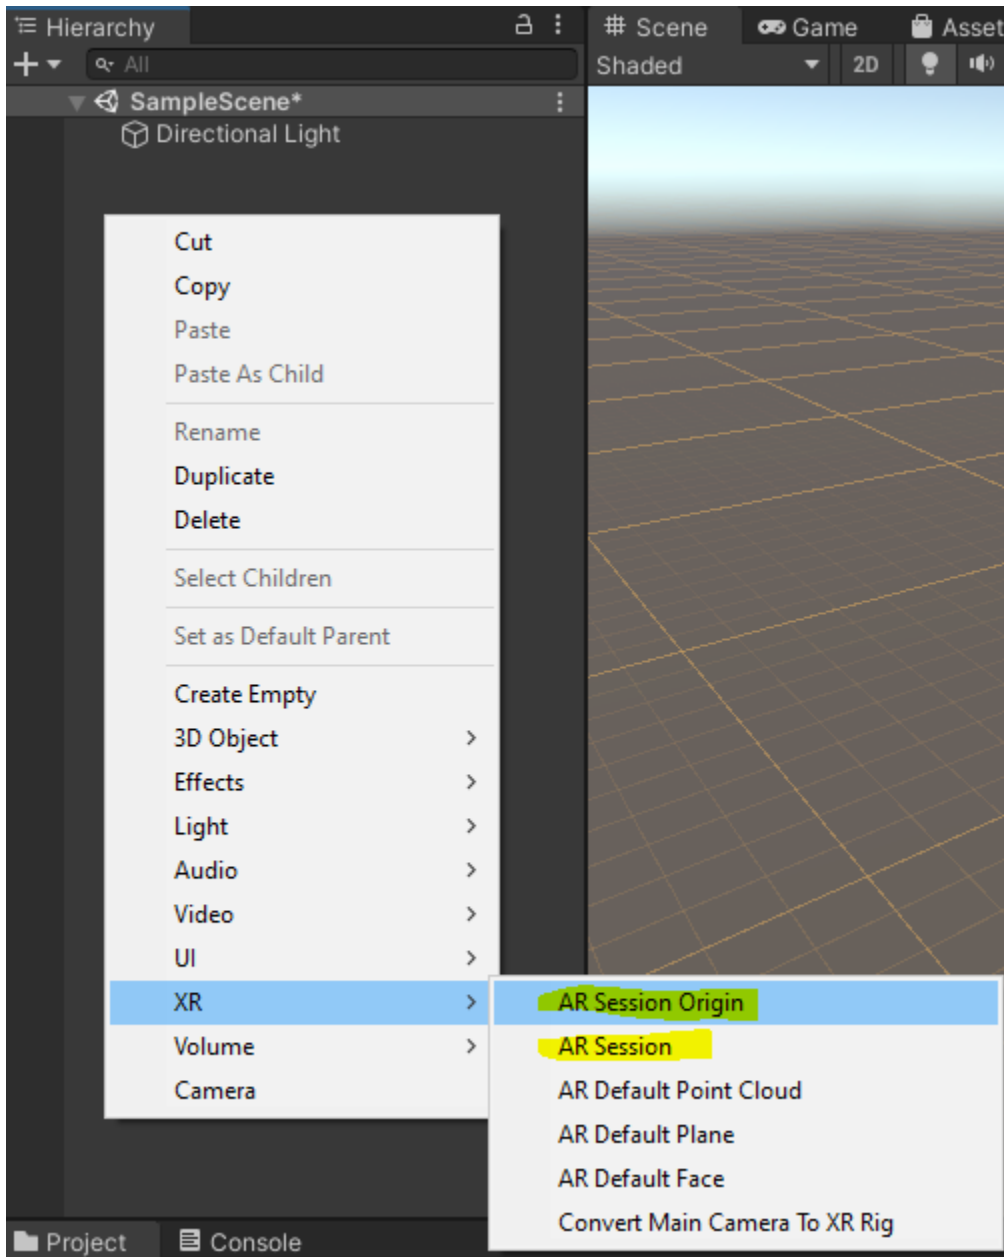 Hierarchy
Scene
Game
Asset
All
Shaded
2D
SampleScene*
Directional Light
Cut
Copy
Paste
Paste As Child
Rename
Duplicate
Delete
Select Children
Set as Default Parent
Create Empty
3D Object
Effects
Light
Audio
Video
UI
XR
Volume
Camera
AR Session Origin
AR Session
AR Default Point Cloud
AR Default Plane
AR Default Face
Convert Main Camera To XR Rig
Project
Console